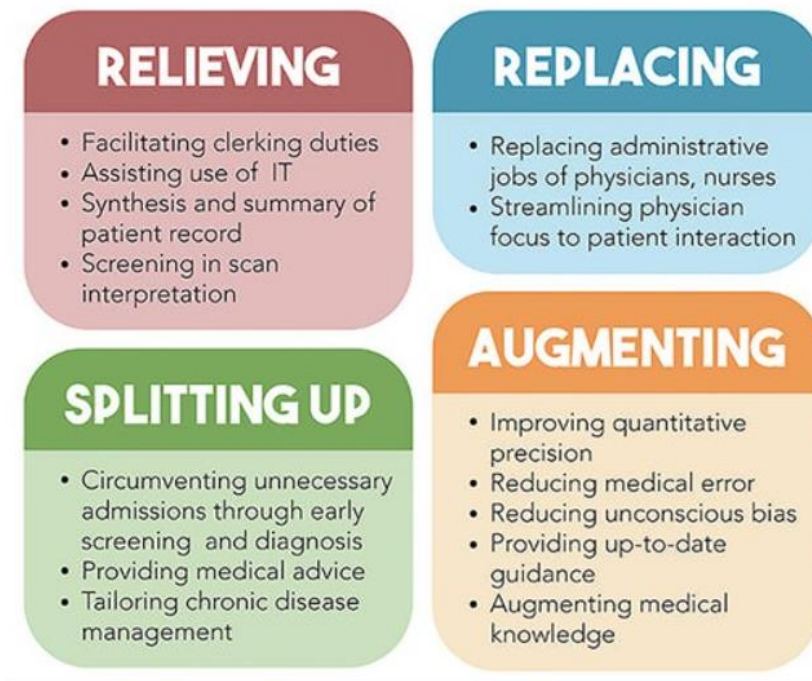 RELIEVING
• Facilitating clerking duties
• Assisting use of IT
• Synthesis and summary of
patient record
• Screening in scan
interpretation
REPLACING
• Replacing administrative
jobs of physicians, nurses
• Streamlining physician
focus to patient interaction
SPLITTING UP
• Circumventing unnecessary
admissions through early
screening and diagnosis
• Providing medical advice
• Tailoring chronic disease
management
AUGMENTING
• Improving quantitative
precision
• Reducing medical error
• Reducing unconscious bias
• Providing up-to-date
guidance
• Augmenting medical
knowledge